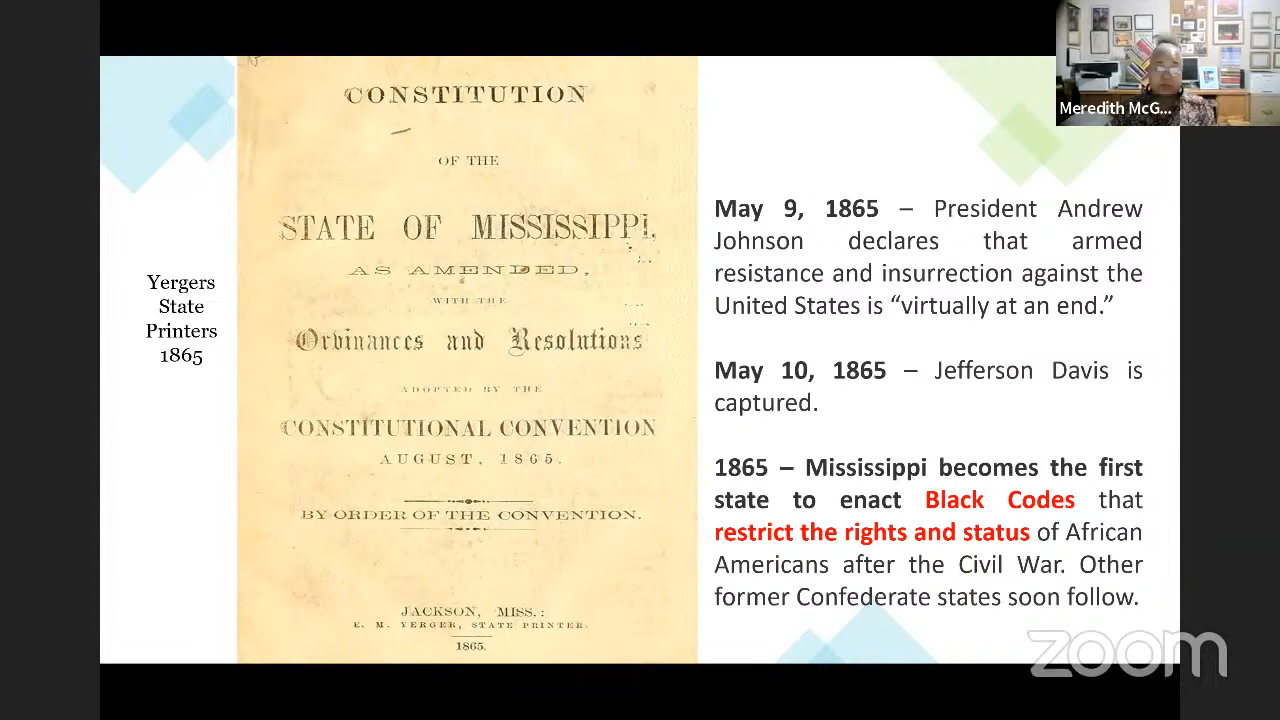 Meredith McG...
Yergers
State
Printers
1865
CONSTITUTION
OF THE
STATE OF MISSISSIPPI,
AS AMENDED,
WITH THE
Ordinances and Resolutions
ADOPTED BY THE
CONSTITUTIONAL CONVENTION
AUGUST, 1865.
BY ORDER OF THE CONVENTION.
JACKSON, MISS.:
E. M. YERGER, STATE PRINTER.
1865.
May 9, 1865 – President Andrew
Johnson declares that armed
resistance and insurrection against the
United States is “virtually at an end.”
May 10, 1865 – Jefferson Davis is
captured.
1865 – Mississippi becomes the first
state to enact Black Codes that
restrict the rights and status of African
Americans after the Civil War. Other
former Confederate states soon follow.
zoom